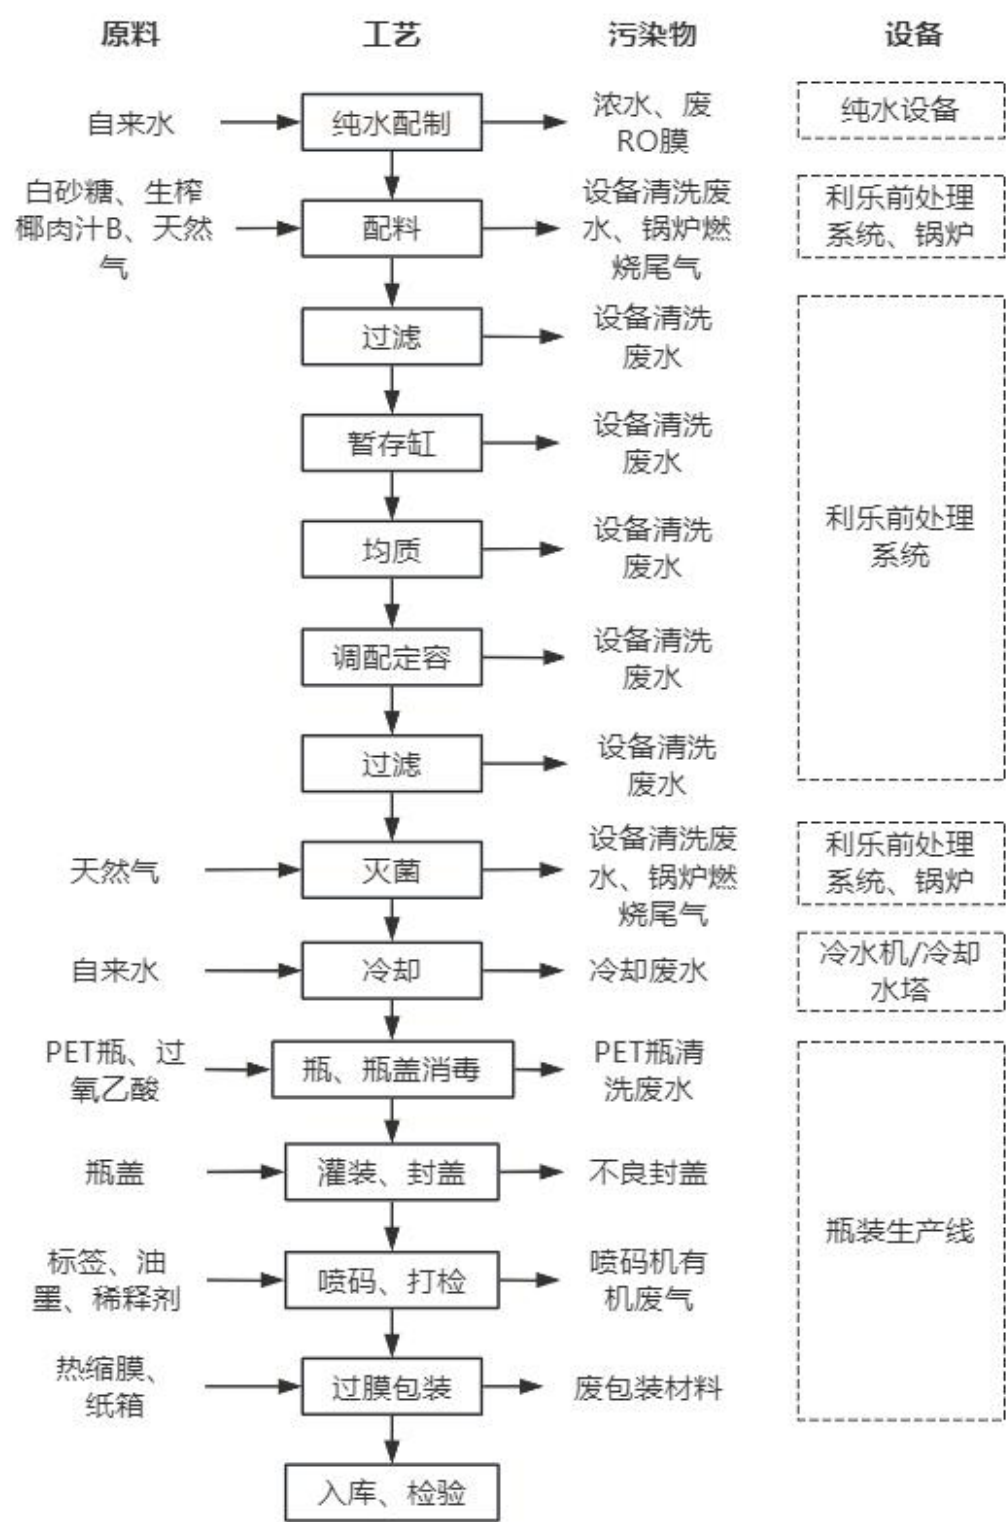 原料 工艺 污染物 设备
自来水
纯水配制
浓水、废
RO膜
纯水设备
白砂糖、生榨
椰肉汁B、天然
气
配料
设备清洗废
水、锅炉燃
烧尾气
利乐前处理
系统、锅炉
过滤
设备清洗
废水
暂存缸
设备清洗
废水
均质
设备清洗
废水
利乐前处理
系统
调配定容
设备清洗
废水
过滤
设备清洗
废水
天然气
灭菌
设备清洗废
水、锅炉燃
烧尾气
利乐前处理
系统、锅炉
自来水
冷却
冷却废水
冷水机/冷却
水塔
PET瓶、过
氧乙酸
瓶、瓶盖消毒
PET瓶清
洗废水
瓶盖
灌装、封盖
不良封盖
瓶装生产线
标签、油
墨、稀释剂
喷码、打检
喷码机有
机废气
热缩膜、
纸箱
过膜包装
废包装材料
入库、检验